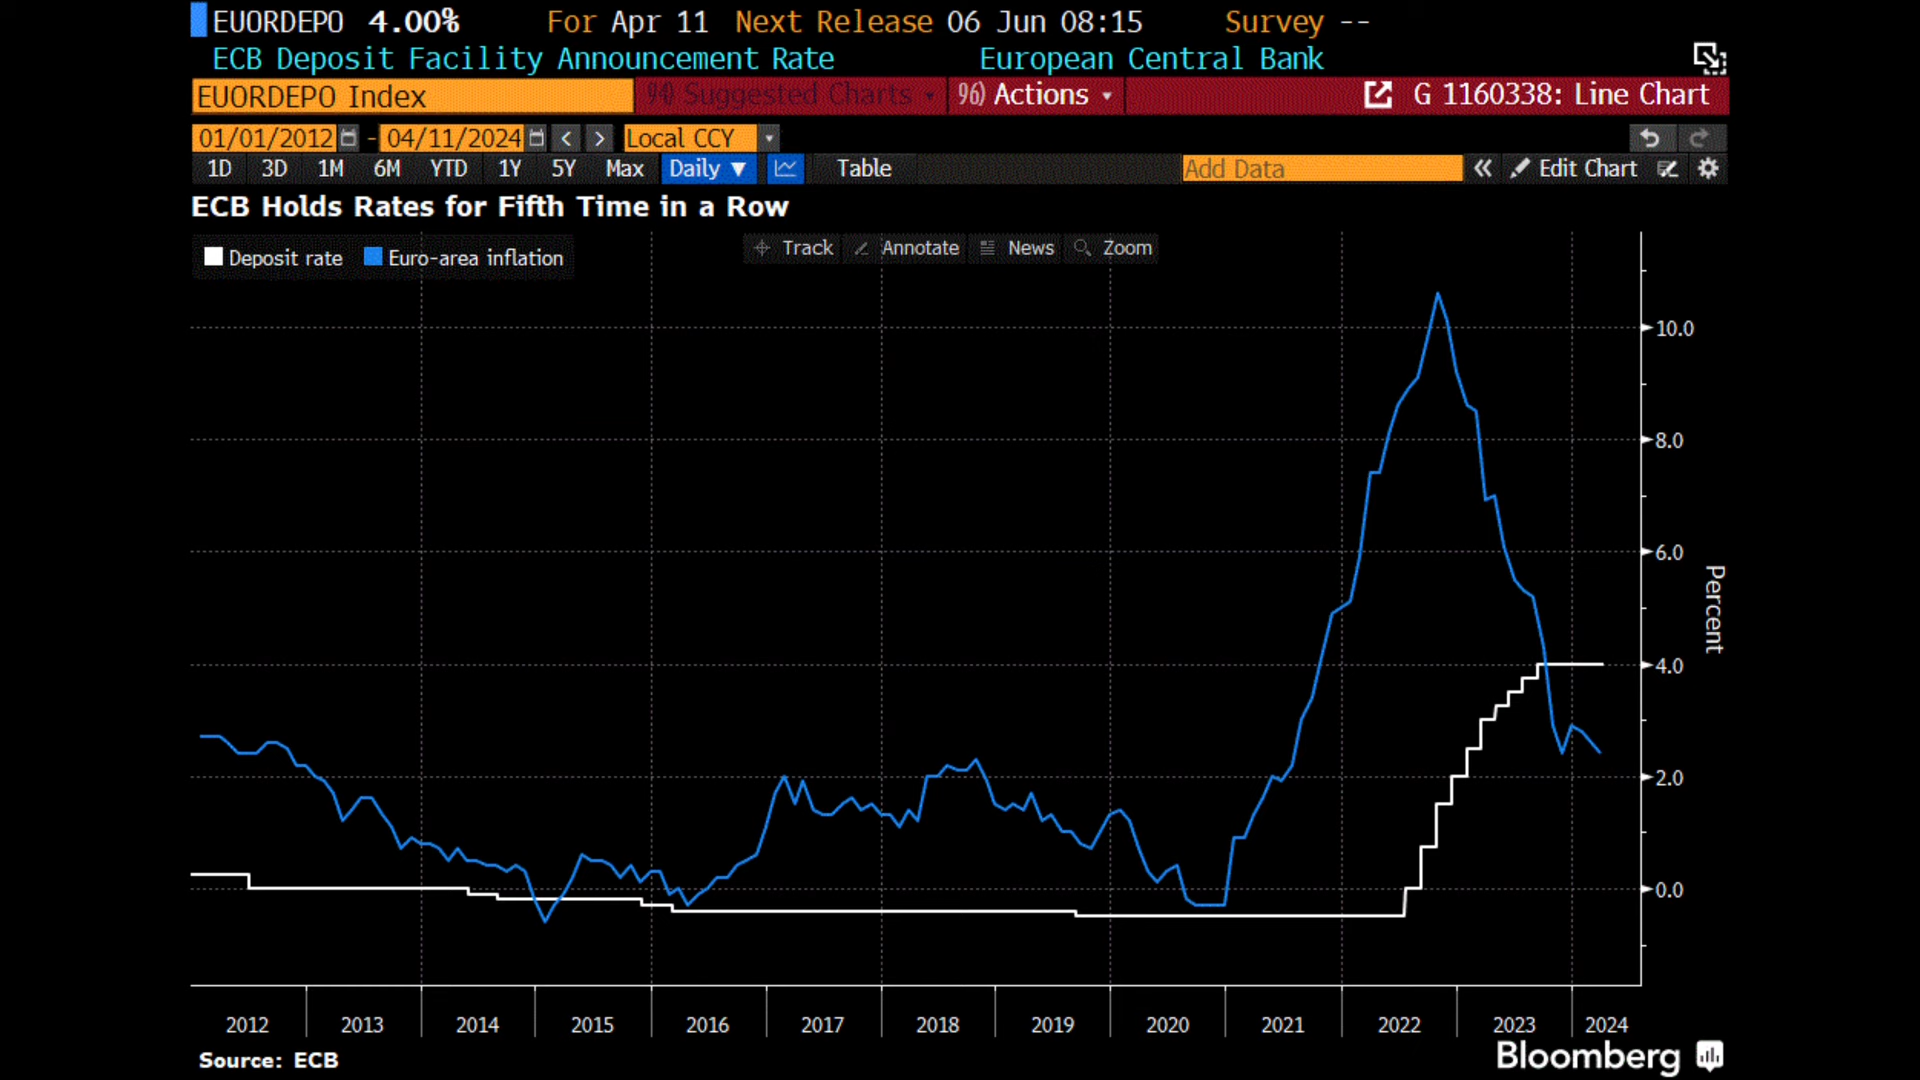 EUORDEPO 4.00% For Apr 11 Next Release 06 Jun 08:15 Survey --
ECB Deposit Facility Announcement Rate European Central Bank
EUORDEPO Index 94) Suggested Charts 96) Actions G 1160338: Line Chart
01/01/2012 - 04/11/2024 < > Local CCY
1D 3D 1M 6M YTD 1Y 5Y Max Daily ▼ Table Add Data « Edit Chart
ECB Holds Rates for Fifth Time in a Row
Deposit rate Euro-area inflation Track Annotate News Zoom
10.0
8.0
6.0
Percent
4.0
2.0
0.0
2012 2013 2014 2015 2016 2017 2018 2019 2020 2021 2022 2023 2024
Source: ECB
Bloomberg